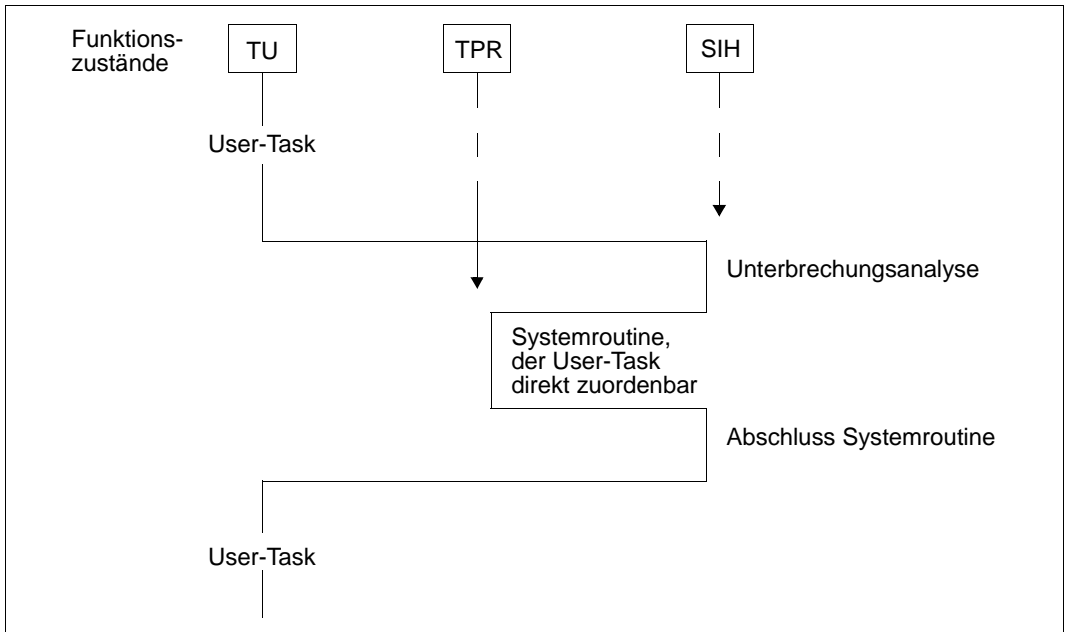 Funktions-
zustände
TU
TPR
SIH
User-Task
Unterbrechungsanalyse
Systemroutine,
der User-Task
direkt zuordenbar
Abschluss Systemroutine
User-Task